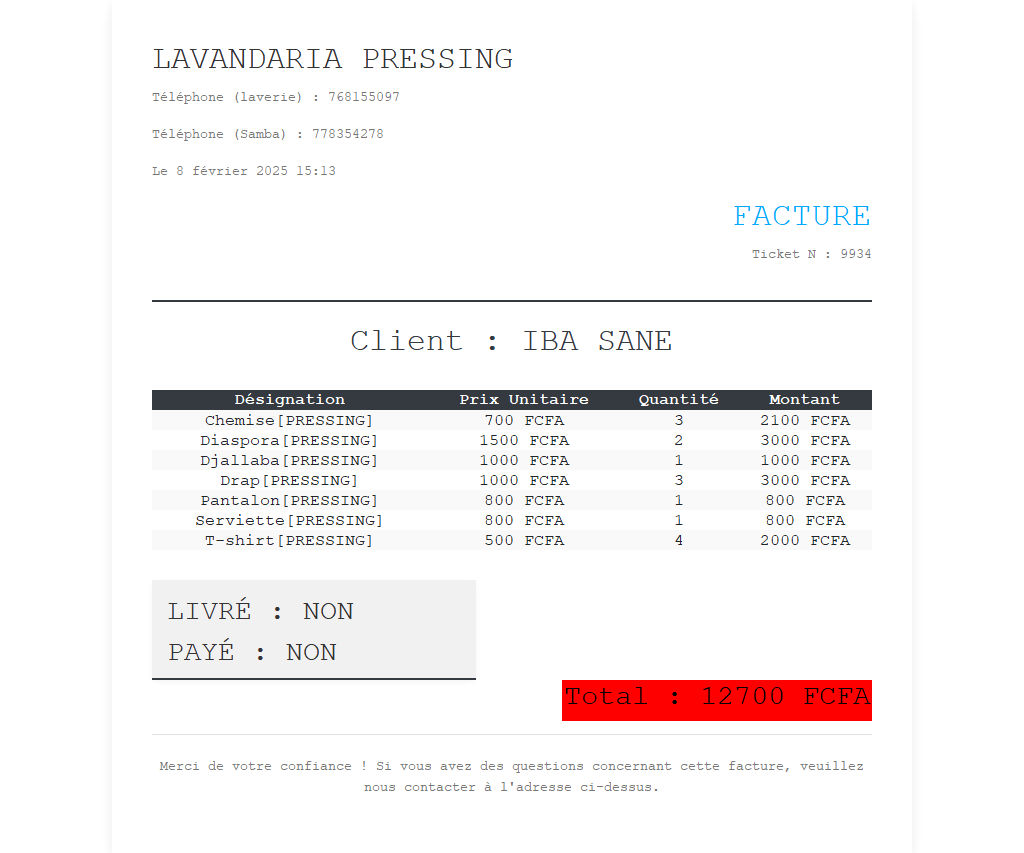 LAVANDARIA PRESSING
Téléphone (laverie) : 768155097
Téléphone (Samba) : 778354278
Le 8 février 2025 15:13
FACTURE
Ticket N : 9934
Client : IBA SANE
Désignation Prix Unitaire Quantité Montant
Chemise[PRESSING] 700 FCFA 3 2100 FCFA
Diaspora[PRESSING] 1500 FCFA 2 3000 FCFA
Djallaba[PRESSING] 1000 FCFA 1 1000 FCFA
Drap[PRESSING] 1000 FCFA 3 3000 FCFA
Pantalon[PRESSING] 800 FCFA 1 800 FCFA
Serviette[PRESSING] 800 FCFA 1 800 FCFA
T-shirt[PRESSING] 500 FCFA 4 2000 FCFA
LIVRÉ : NON
PAYÉ : NON
Total : 12700 FCFA
Merci de votre confiance ! Si vous avez des questions concernant cette facture, veuillez
nous contacter à l'adresse ci-dessus.